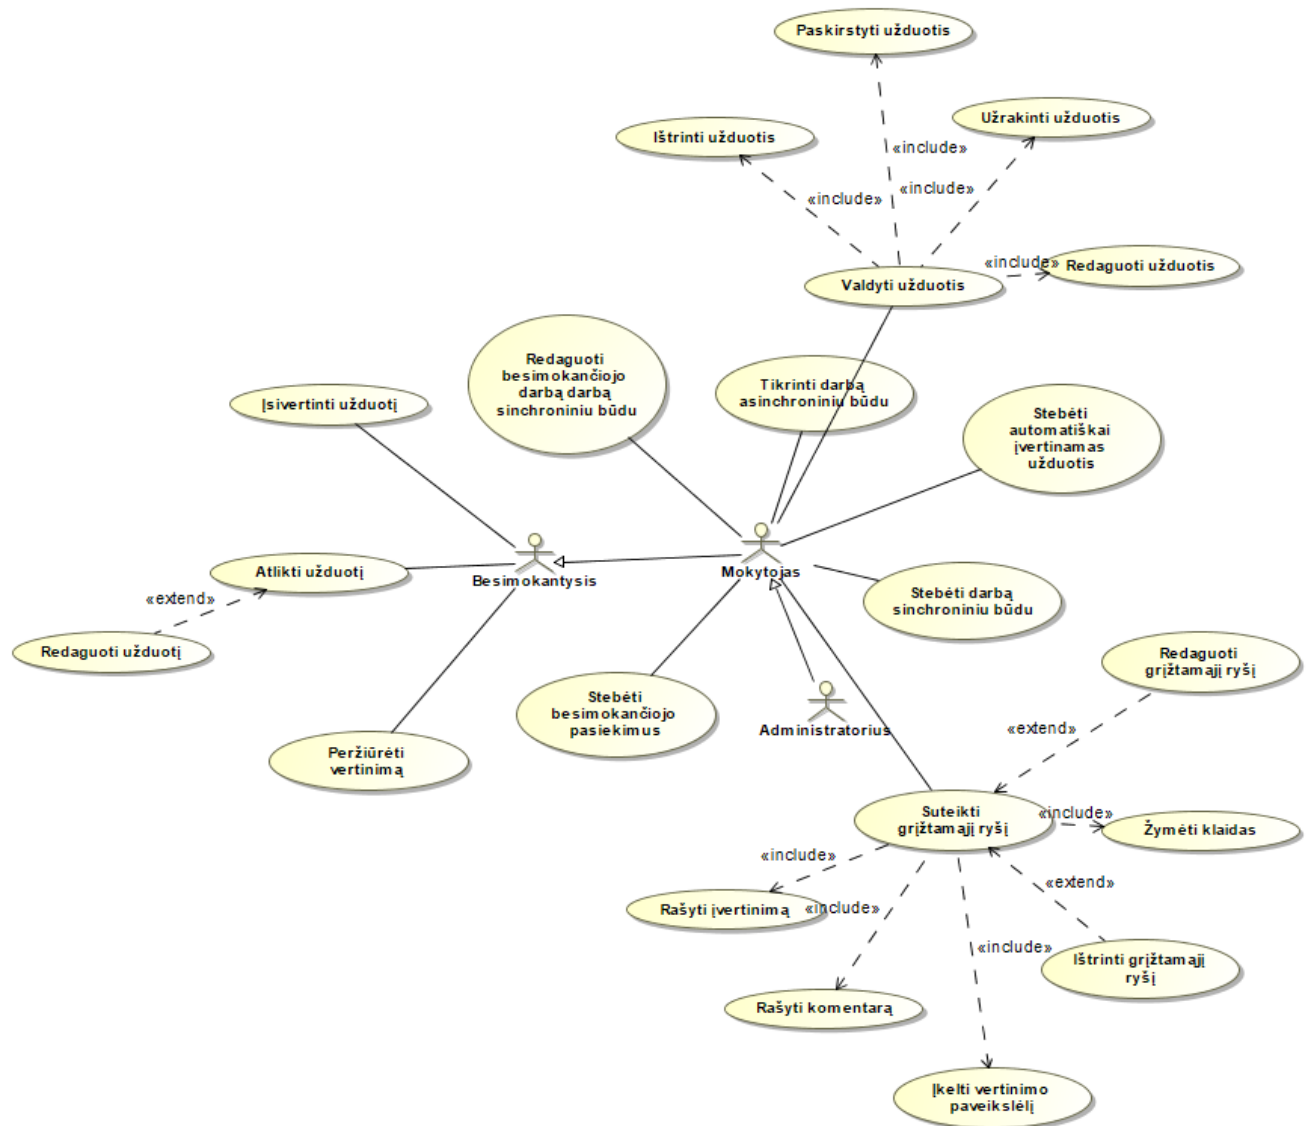 Paskirstyti užduotis
Užrakinti užduotis
Ištrinti užduotis
«include»
«include»
«include»
«include»
Redaguoti užduotis
Valdyti užduotis
Redaguoti
besimokančiojo
darbą darbą
sinchroniniu būdu
Tikrinti darbą
asinchroniniu būdu
Įsivertinti užduotį
Stebėti
automatiškai
įvertinamas
užduotis
Besimokantysis
Mokytojas
Atlikti užduotį
«extend»
Stebėti darbą
sinchroniniu būdu
Redaguoti užduotį
Redaguoti
grįžtamąjį ryšį
Stebėti
besimokančiojo
pasiekimus
Administratorius
«extend»
Peržiūrėti
vertinimą
Suteikti
grįžtamąjį ryšį
«include»
Žymėti klaidas
«include»
«extend»
Rašyti įvertinimą
«include»
«include»
Ištrinti grįžtamąjį
ryšį
Rašyti komentarą
Įkelti vertinimo
paveikslėlį